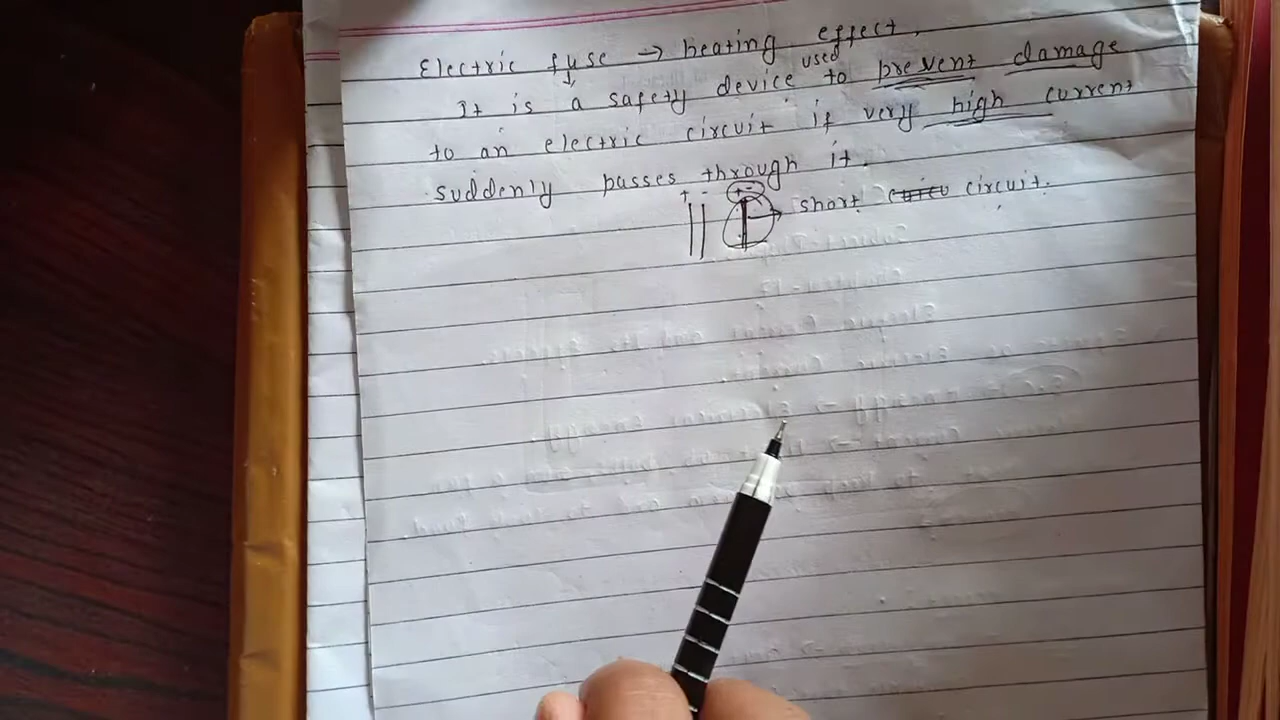 Electric fuse → heating effect.
It is a safety device used to prevent damage
to an electric circuit if very high current
suddenly passes through it.
+ - + - short circuit.